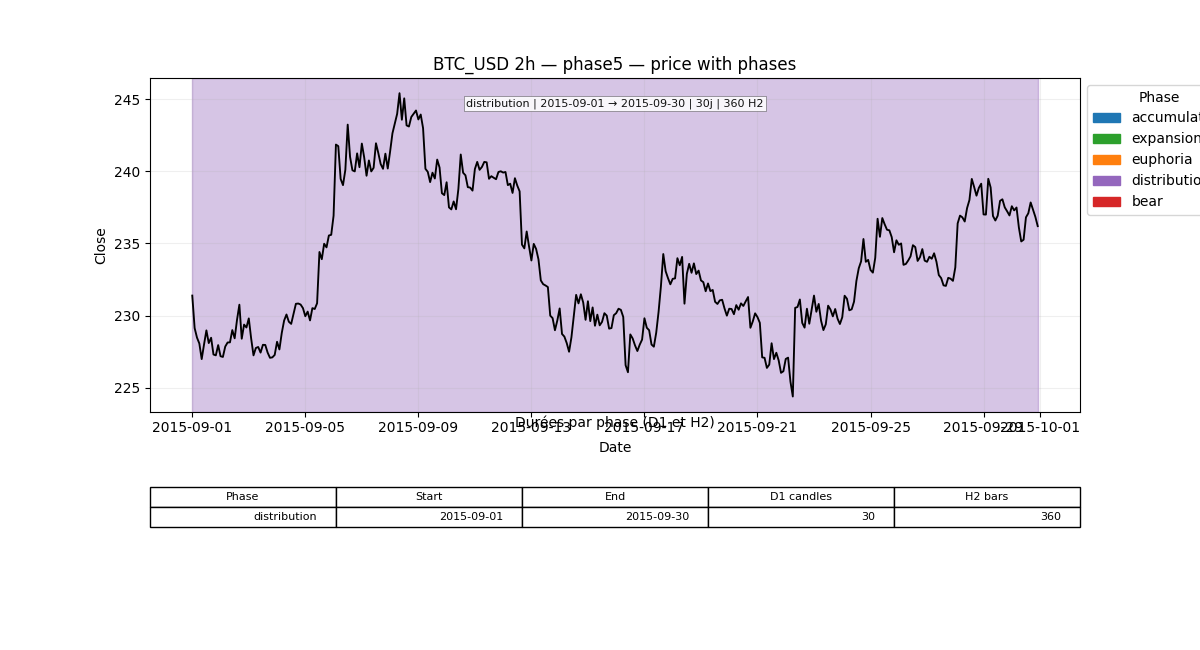 BTC_USD 2h — phase5 — price with phases
distribution | 2015-09-01 → 2015-09-30 | 30j | 360 H2
Close
245
240
235
230
225
Phase
accumulat
expansion
euphoria
distributio
bear
Durées par phase (D1 et H2)
2015-09-01 2015-09-05 2015-09-09 2015-09-13 2015-09-17 2015-09-21 2015-09-25 2015-09-29 2015-10-01
Date
Phase Start End D1 candles H2 bars
distribution 2015-09-01 2015-09-30 30 360